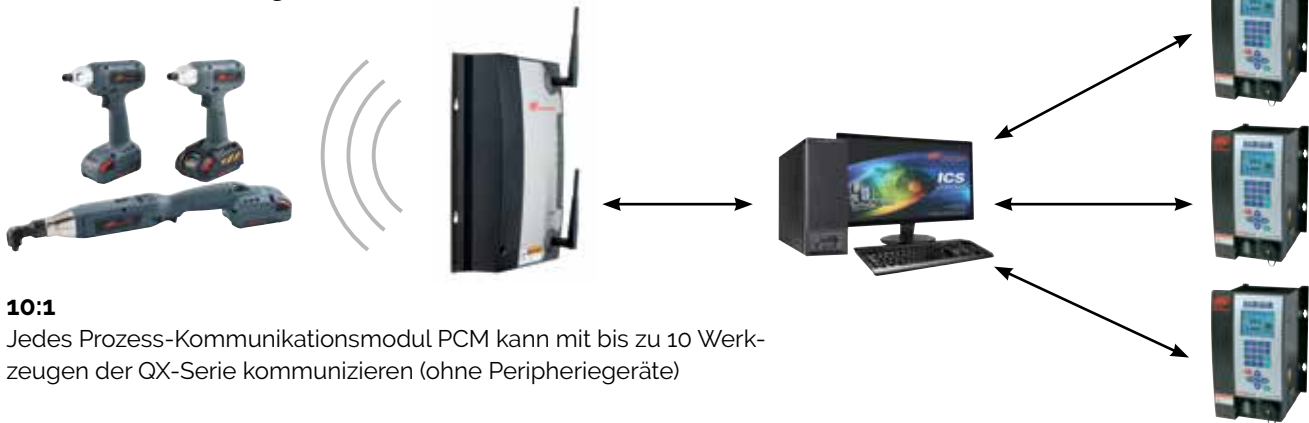 ICS
10:1
Jedes Prozess-Kommunikationsmodul PCM kann mit bis zu 10 Werk-
zeugen der QX-Serie kommunizieren (ohne Peripheriegeräte)